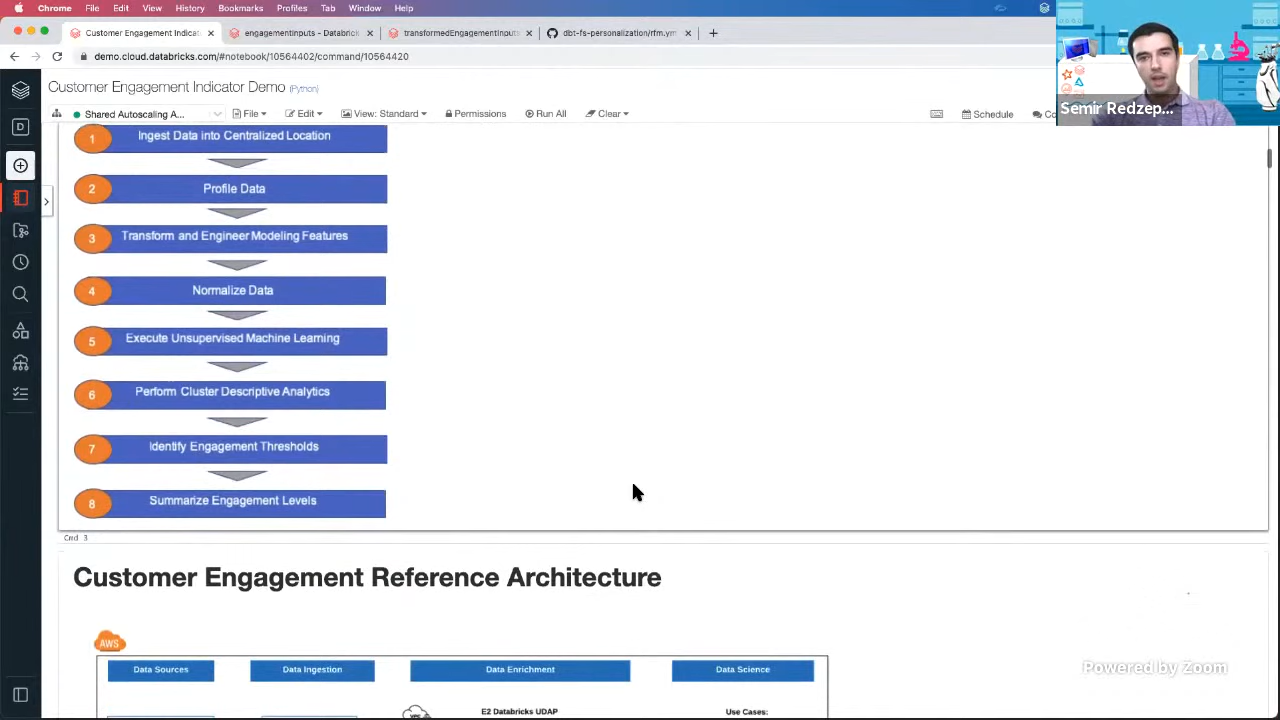 Chrome File Edit View History Bookmarks Profiles Tab Window Help
Customer Engagement Indicat engagementInputs - Databrick transformedEngagementInputs dbt-fs-personalization/rfm.ym
demo.cloud.databricks.com/#notebook/10564402/command/10564420
Customer Engagement Indicator Demo (Python)
Shared Autoscaling A... File Edit View: Standard Permissions Run All Clear Schedule Co
Semir Redzep...
D
1 Ingest Data into Centralized Location
2 Profile Data
3 Transform and Engineer Modeling Features
4 Normalize Data
5 Execute Unsupervised Machine Learning
6 Perform Cluster Descriptive Analytics
7 Identify Engagement Thresholds
8 Summarize Engagement Levels
Cmd 3
Customer Engagement Reference Architecture
AWS
Data Sources Data Ingestion Data Enrichment Data Science
VPC E2 Databricks UDAP Use Cases:
Powered by Zoom